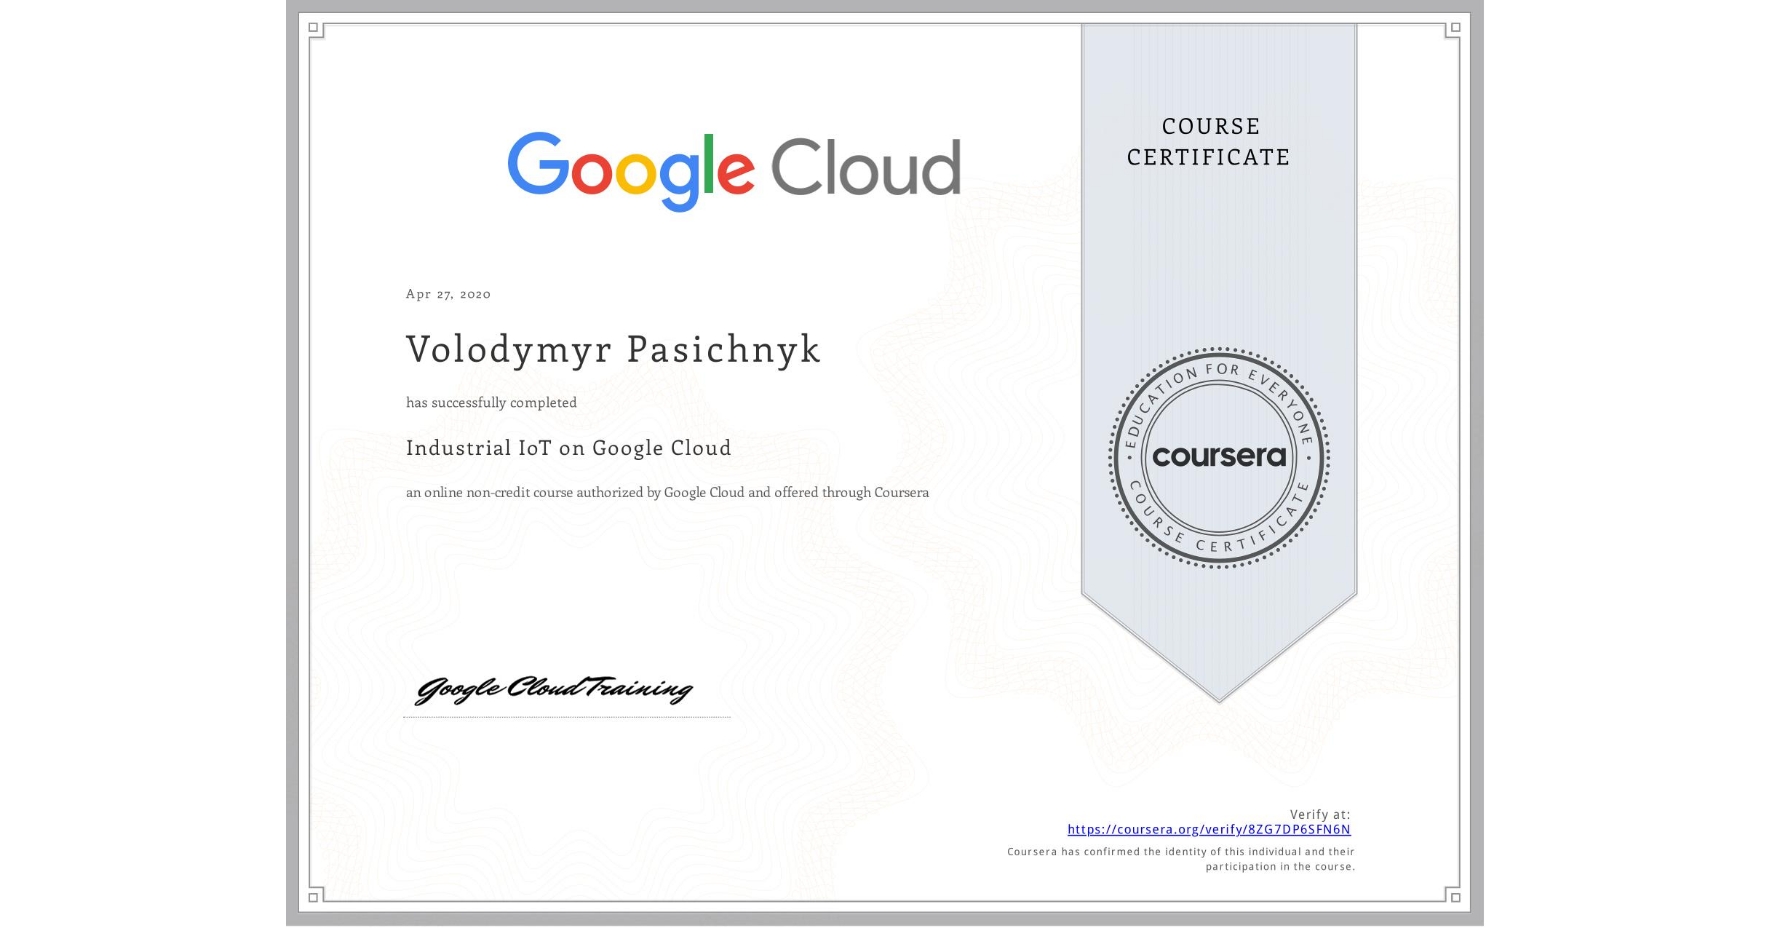 Google Cloud
COURSE
CERTIFICATE
Apr 27, 2020
Volodymyr Pasichnyk
has successfully completed
Industrial IoT on Google Cloud
an online non-credit course authorized by Google Cloud and offered through Coursera
EDUCATION FOR EVERYONE
coursera
COURSE CERTIFICATE
Google Cloud Training
Verify at:
https://coursera.org/verify/8ZG7DP6SFN6N
Coursera has confirmed the identity of this individual and their
participation in the course.